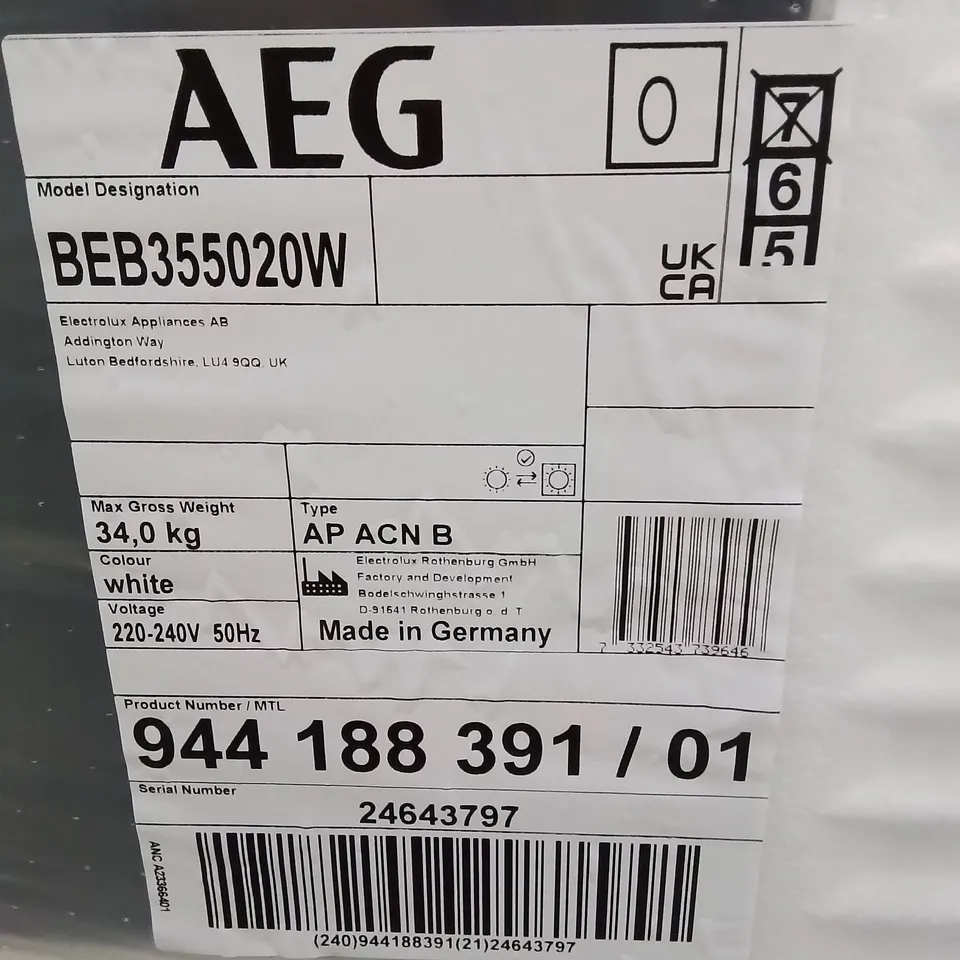 AEG
0
7
6
5
Model Designation
BEB355020W
UK
CA
Electrolux Appliances AB
Addington Way
Luton Bedfordshire, LU4 9QQ. UK
Max Gross Weight
34,0 kg
Type
AP ACN B
Colour
white
Electrolux Rothenburg GmbH
Factory and Development
Bodelschwinghstrasse 1
D-91541 Rothenburg o. d. T
Voltage
220-240V 50Hz
Made in Germany
7 332543 739646
Product Number / MTL
944 188 391 / 01
Serial Number
24643797
ANC A23366401
(240)944188391(21)24643797